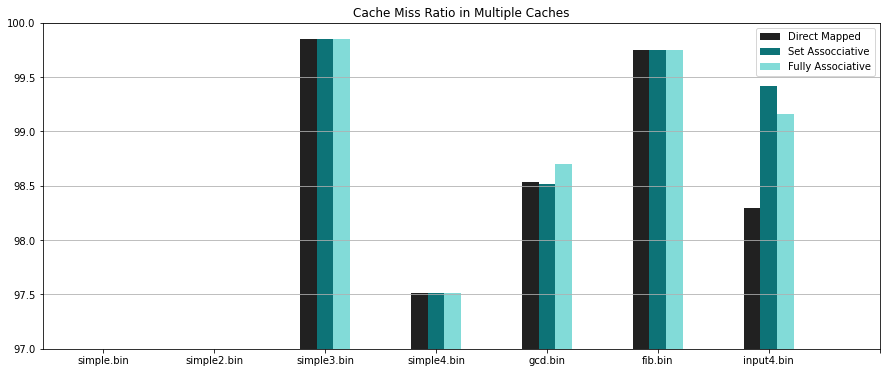 Cache Miss Ratio in Multiple Caches
100.0
99.5
99.0
98.5
98.0
97.5
97.0
Direct Mapped
Set Assocciative
Fully Associative
simple.bin simple2.bin simple3.bin simple4.bin gcd.bin fib.bin input4.bin